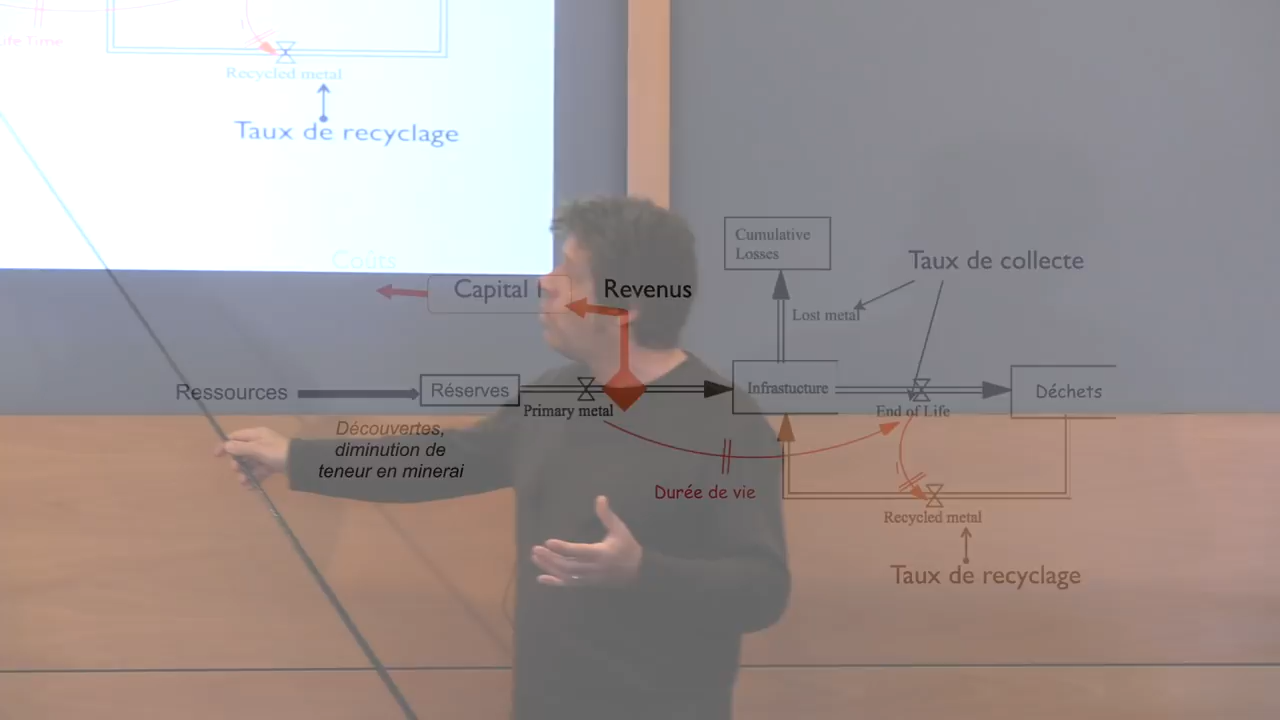 ife Time
Recycled metal
Taux de recyclage
Coûts
Capital
Revenus
Cumulative
Losses
Taux de collecte
Lost metal
Ressources
Réserves
Primary metal
Infrastucture
End of Life
Déchets
Découvertes,
diminution de
teneur en minerai
Durée de vie
Recycled metal
Taux de recyclage